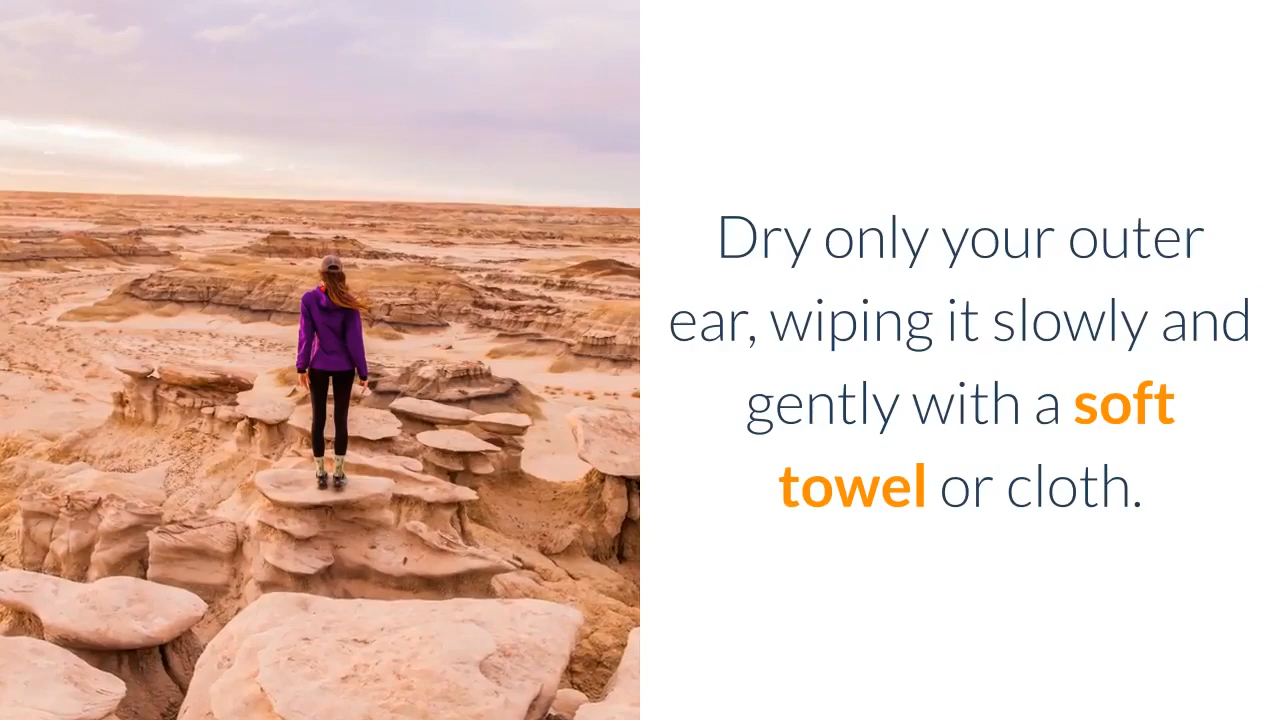 Dry only your outer
ear, wiping it slowly and
gently with a soft
towel or cloth.